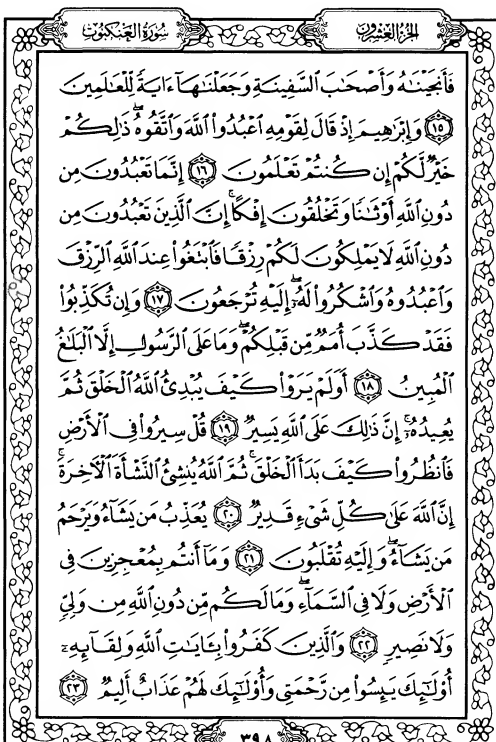 الجزء العشرون
سورة العنكبوت
فَأَنجَيْنَٰهُ وَأَصْحَٰبَ ٱلسَّفِينَةِ وَجَعَلْنَٰهَآ ءَايَةً لِّلْعَٰلَمِينَ
١٥ وَإِبْرَٰهِيمَ إِذْ قَالَ لِقَوْمِهِ ٱعْبُدُوا۟ ٱللَّهَ وَٱتَّقُوهُ ۖ ذَٰلِكُمْ
خَيْرٌ لَّكُمْ إِن كُنتُمْ تَعْلَمُونَ ١٦ إِنَّمَا تَعْبُدُونَ مِن
دُونِ ٱللَّهِ أَوْثَٰنًا وَتَخْلُقُونَ إِفْكًا ۚ إِنَّ ٱلَّذِينَ تَعْبُدُونَ مِن
دُونِ ٱللَّهِ لَا يَمْلِكُونَ لَكُمْ رِزْقًا فَٱبْتَغُوا۟ عِندَ ٱللَّهِ ٱلرِّزْقَ
وَٱعْبُدُوهُ وَٱشْكُرُوا۟ لَهُۥٓ ۖ إِلَيْهِ تُرْجَعُونَ ١٧ وَإِن تُكَذِّبُوا۟
فَقَدْ كَذَّبَ أُمَمٌ مِّن قَبْلِكُمْ ۖ وَمَا عَلَى ٱلرَّسُولِ إِلَّا ٱلْبَلَٰغُ
ٱلْمُبِينُ ١٨ أَوَلَمْ يَرَوْا۟ كَيْفَ يُبْدِئُ ٱللَّهُ ٱلْخَلْقَ ثُمَّ
يُعِيدُهُۥٓ ۚ إِنَّ ذَٰلِكَ عَلَى ٱللَّهِ يَسِيرٌ ١٩ قُلْ سِيرُوا۟ فِى ٱلْأَرْضِ
فَٱنظُرُوا۟ كَيْفَ بَدَأَ ٱلْخَلْقَ ۚ ثُمَّ ٱللَّهُ يُنشِئُ ٱلنَّشْأَةَ ٱلْءَاخِرَةَ ۚ
إِنَّ ٱللَّهَ عَلَىٰ كُلِّ شَىْءٍ قَدِيرٌ ٢٠ يُعَذِّبُ مَن يَشَآءُ وَيَرْحَمُ
مَن يَشَآءُ ۖ وَإِلَيْهِ تُقْلَبُونَ ٢١ وَمَآ أَنتُم بِمُعْجِزِينَ فِى
ٱلْأَرْضِ وَلَا فِى ٱلسَّمَآءِ ۖ وَمَا لَكُم مِّن دُونِ ٱللَّهِ مِن وَلِىٍّ
وَلَا نَصِيرٍ ٢٢ وَٱلَّذِينَ كَفَرُوا۟ بِـَٔايَٰتِ ٱللَّهِ وَلِقَآئِهِۦٓ
أُو۟لَٰٓئِكَ يَئِسُوا۟ مِن رَّحْمَتِى وَأُو۟لَٰٓئِكَ لَهُمْ عَذَابٌ أَلِيمٌ ٢٣
٣٩٨